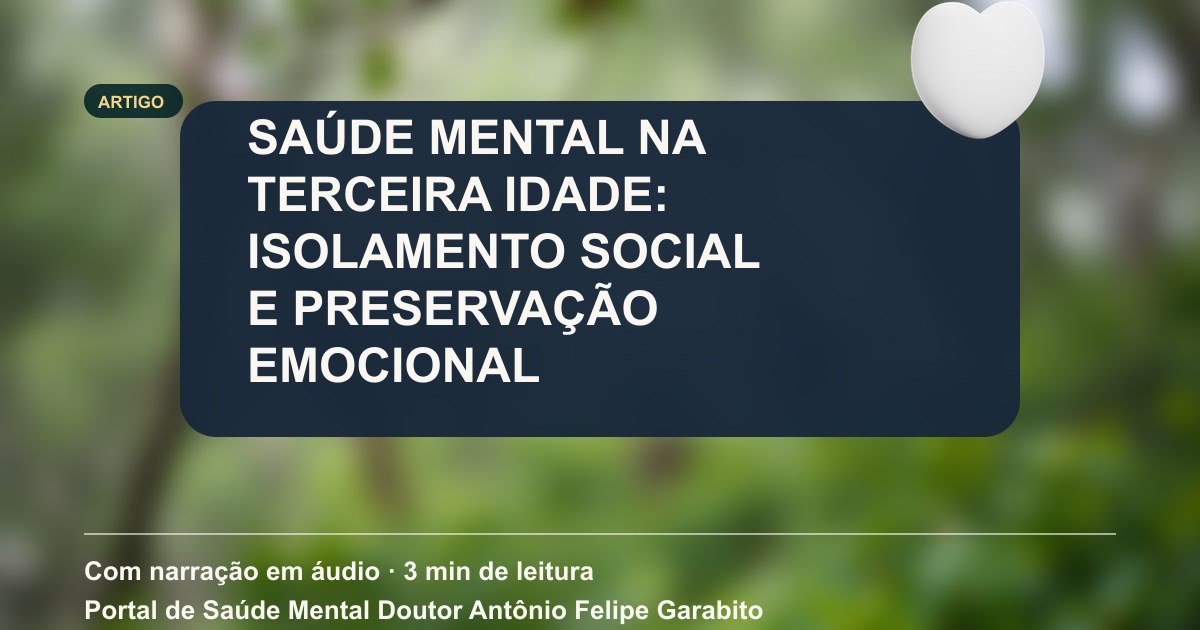 ARTIGO
SAÚDE MENTAL NA
TERCEIRA IDADE:
ISOLAMENTO SOCIAL
E PRESERVAÇÃO
EMOCIONAL
Com narração em áudio · 3 min de leitura
Portal de Saúde Mental Doutor Antônio Felipe Garabito